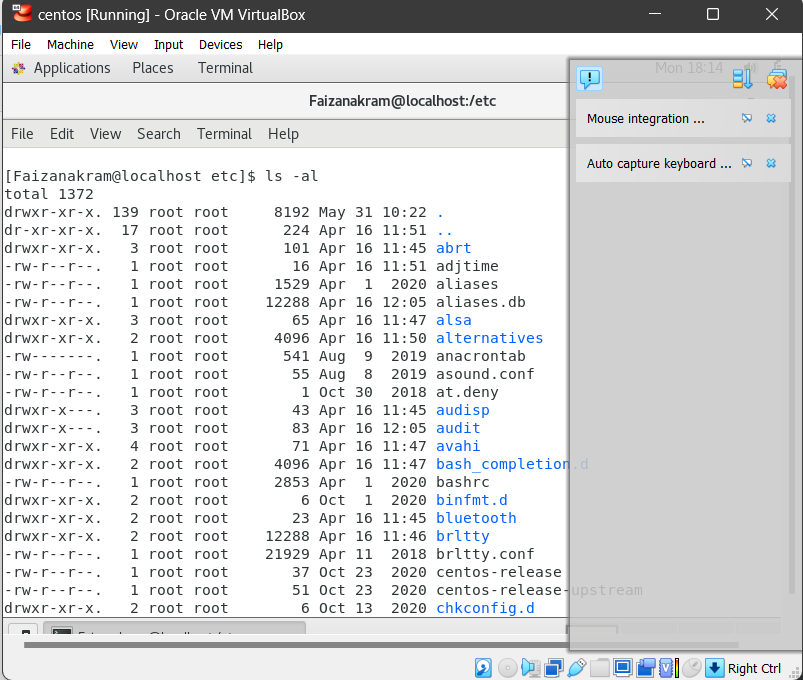 centos [Running] - Oracle VM VirtualBox
File Machine View Input Devices Help
Applications Places Terminal Mon 18:14
Faizanakram@localhost:/etc
Mouse integration ...
File Edit View Search Terminal Help
Auto capture keyboard ...
[Faizanakram@localhost etc]$ ls -al
total 1372
drwxr-xr-x. 139 root root 8192 May 31 10:22 .
dr-xr-xr-x. 17 root root 224 Apr 16 11:51 ..
drwxr-xr-x. 3 root root 101 Apr 16 11:45 abrt
-rw-r--r--. 1 root root 16 Apr 16 11:51 adjtime
-rw-r--r--. 1 root root 1529 Apr 1 2020 aliases
-rw-r--r--. 1 root root 12288 Apr 16 12:05 aliases.db
drwxr-xr-x. 3 root root 65 Apr 16 11:47 alsa
drwxr-xr-x. 2 root root 4096 Apr 16 11:50 alternatives
-rw-------. 1 root root 541 Aug 9 2019 anacrontab
-rw-r--r--. 1 root root 55 Aug 8 2019 asound.conf
-rw-r--r--. 1 root root 1 Oct 30 2018 at.deny
drwxr-x---. 3 root root 43 Apr 16 11:45 audisp
drwxr-x---. 3 root root 83 Apr 16 12:05 audit
drwxr-xr-x. 4 root root 71 Apr 16 11:47 avahi
drwxr-xr-x. 2 root root 4096 Apr 16 11:47 bash_completion.d
-rw-r--r--. 1 root root 2853 Apr 1 2020 bashrc
drwxr-xr-x. 2 root root 6 Oct 1 2020 binfmt.d
drwxr-xr-x. 2 root root 23 Apr 16 11:45 bluetooth
drwxr-xr-x. 2 root root 12288 Apr 16 11:46 brltty
-rw-r--r--. 1 root root 21929 Apr 11 2018 brltty.conf
-rw-r--r--. 1 root root 37 Oct 23 2020 centos-release
-rw-r--r--. 1 root root 51 Oct 23 2020 centos-release-upstream
drwxr-xr-x. 2 root root 6 Oct 13 2020 chkconfig.d
Right Ctrl